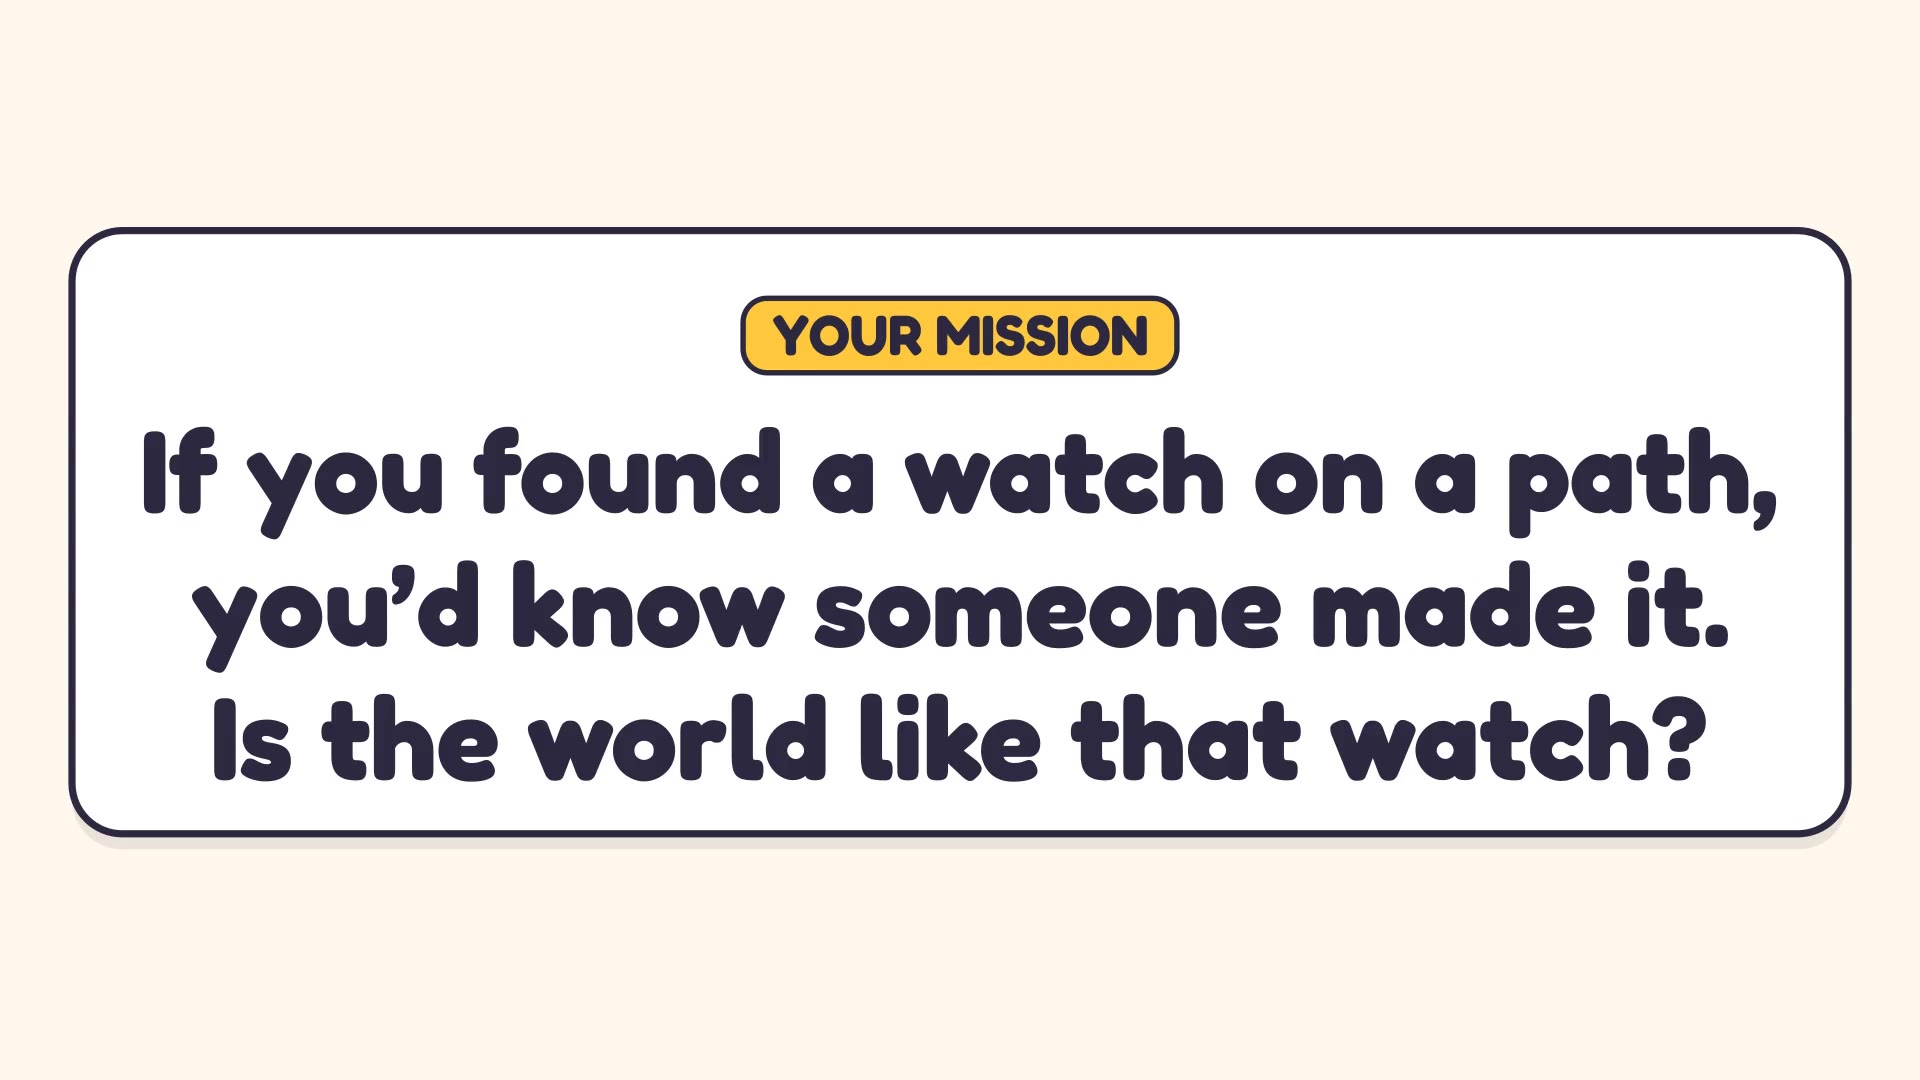 YOUR MISSION
If you found a watch on a path,
you’d know someone made it.
Is the world like that watch?